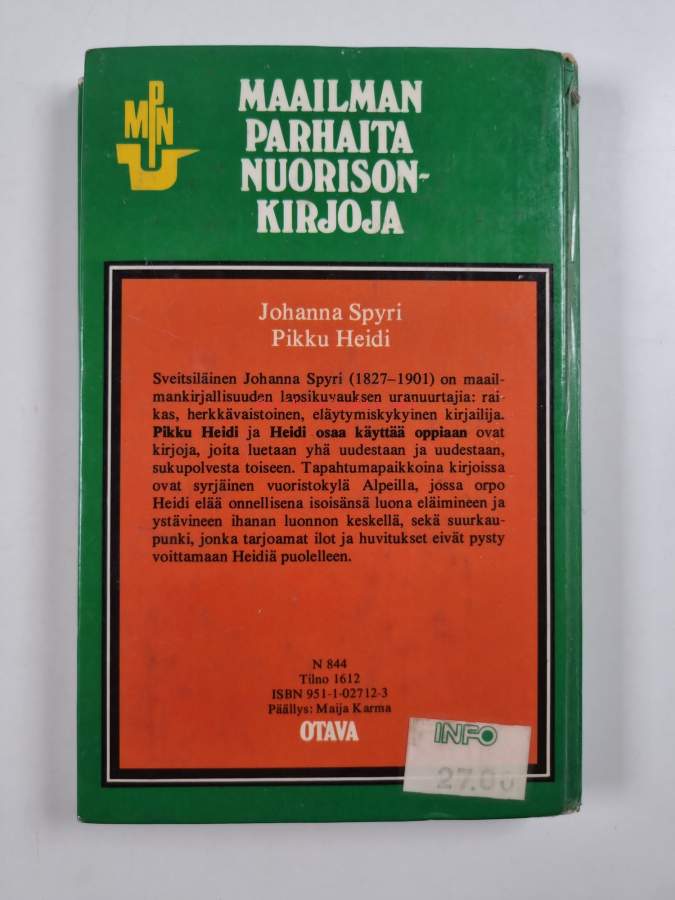 MPN
MAAILMAN
PARHAITA
NUORISON-
KIRJOJA
Johanna Spyri
Pikku Heidi
Sveitsiläinen Johanna Spyri (1827–1901) on maail-
mankirjallisuuden lapsikuvauksen uranuurtajia: rai-
kas, herkkävaistoinen, eläytymiskykyinen kirjailija.
Pikku Heidi ja Heidi osaa käyttää oppiaan ovat
kirjoja, joita luetaan yhä uudestaan ja uudestaan,
sukupolvesta toiseen. Tapahtumapaikkoina kirjoissa
ovat syrjäinen vuoristokylä Alpeilla, jossa orpo
Heidi elää onnellisena isoisänsä luona eläimineen ja
ystävineen ihanan luonnon keskellä, sekä suurkau-
punki, jonka tarjoamat ilot ja huvitukset eivät pysty
voittamaan Heidiä puolelleen.
N 844
Tilno 1612
ISBN 951-1-02712-3
Päällys: Maija Karma
OTAVA
INFO
27.00